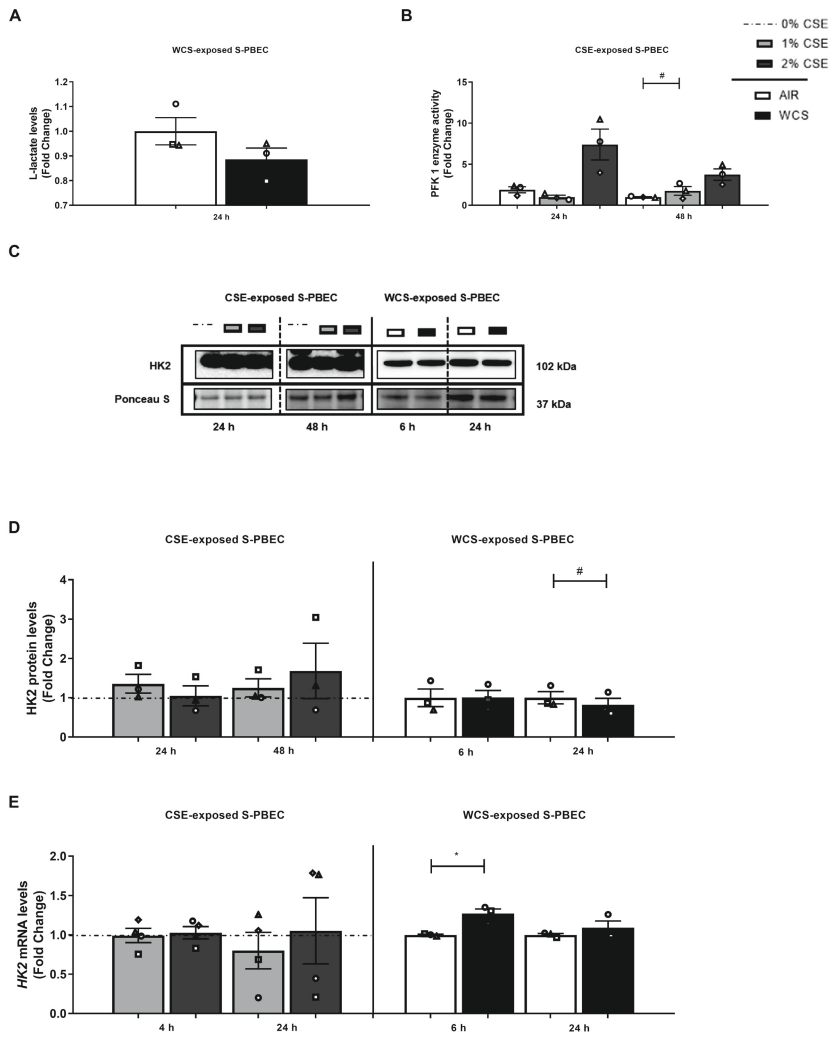 A
B
0% CSE
1% CSE
2% CSE
AIR
WCS
WCS-exposed S-PBEC
L-lactate levels
(Fold Change)
1.2
1.1
1.0
0.9
0.8
0.7
24 h
CSE-exposed S-PBEC
PFK 1 enzyme activity
(Fold Change)
15
10
5
0
#
24 h
48 h
C
CSE-exposed S-PBEC
WCS-exposed S-PBEC
HK2
102 kDa
Ponceau S
37 kDa
24 h
48 h
6 h
24 h
D
CSE-exposed S-PBEC
WCS-exposed S-PBEC
HK2 protein levels
(Fold Change)
4
3
2
1
0
#
24 h
48 h
6 h
24 h
E
CSE-exposed S-PBEC
WCS-exposed S-PBEC
HK2 mRNA levels
(Fold Change)
2.0
1.5
1.0
0.5
0.0
*
4 h
24 h
6 h
24 h